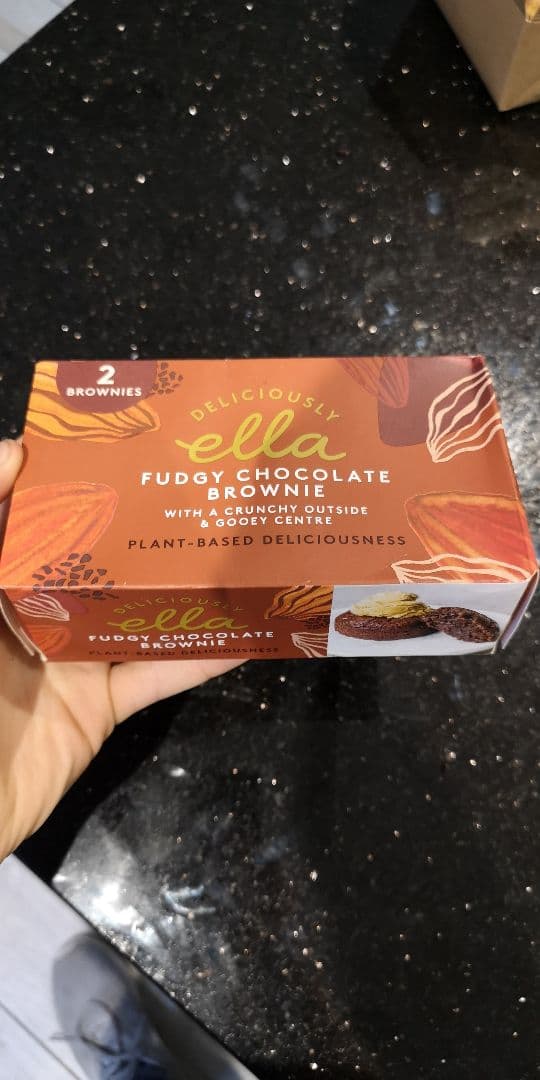 2
BROWNIES
DELICIOUSLY
ella
FUDGY CHOCOLATE
BROWNIE
WITH A CRUNCHY OUTSIDE
& GOOEY CENTRE
PLANT-BASED DELICIOUSNESS
DELICIOUSLY
ella
FUDGY CHOCOLATE
BROWNIE
PLANT-BASED DELICIOUSNESS